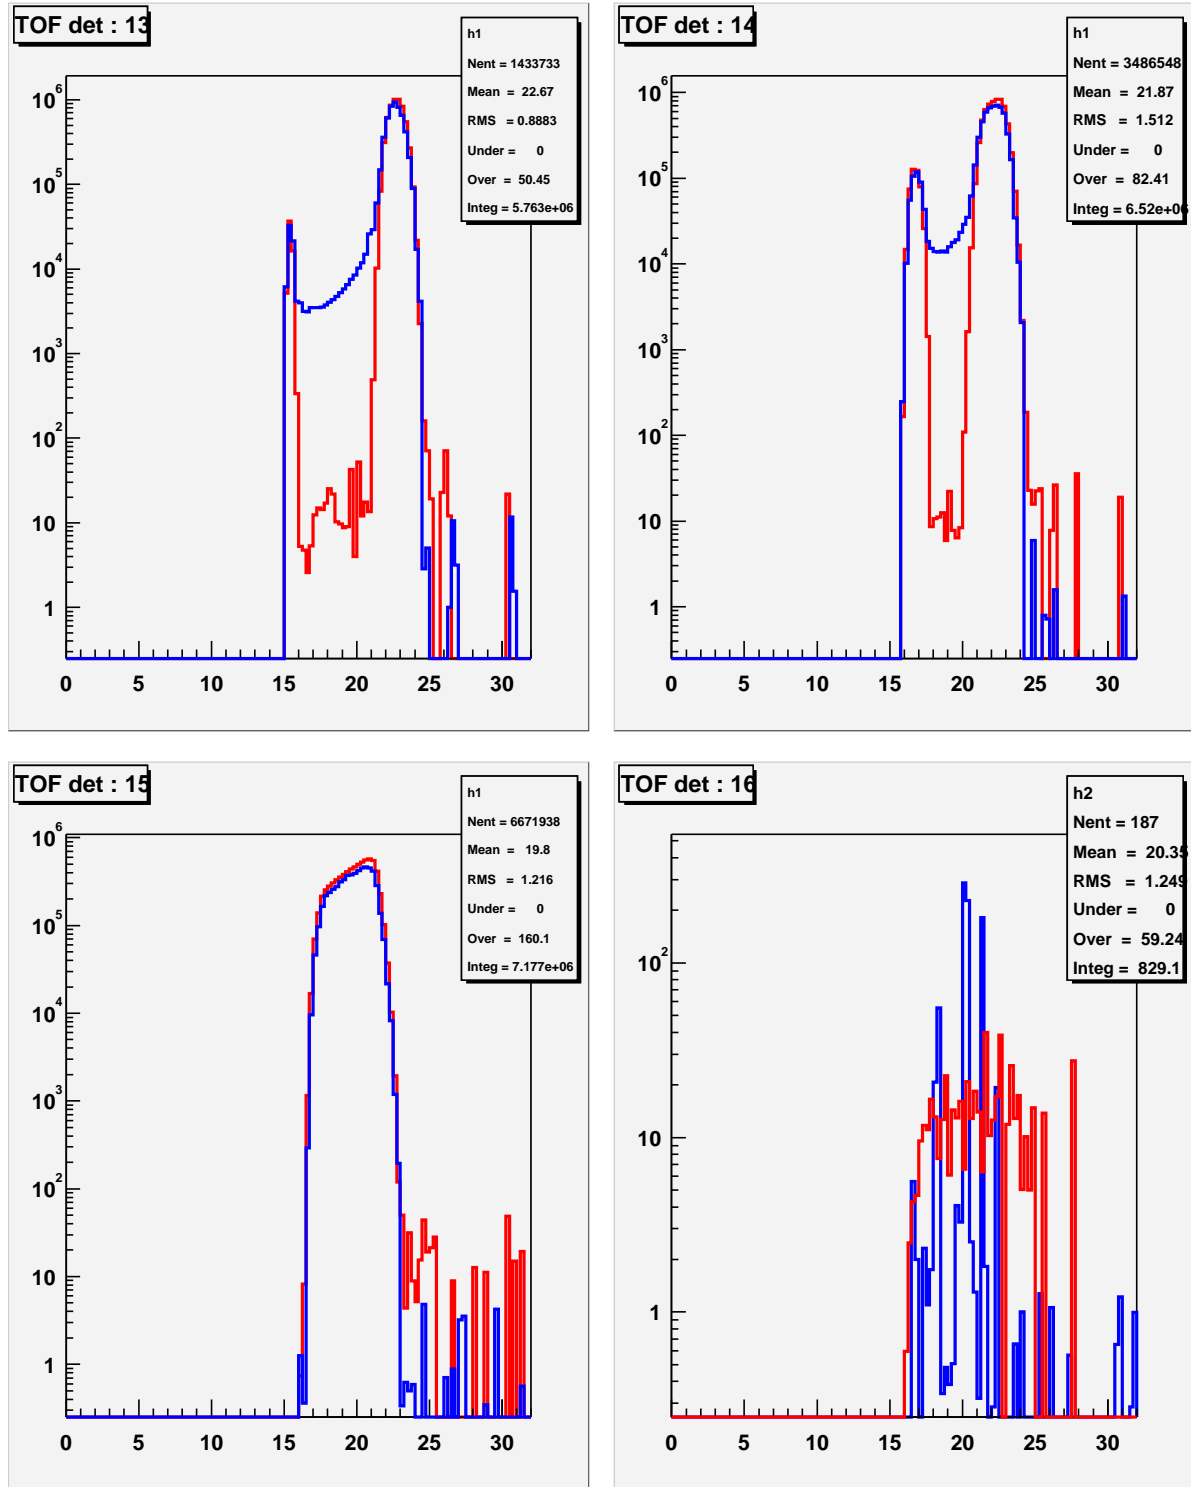 TOF det : 13
h1
Nent = 1433733
Mean = 22.67
RMS = 0.8883
Under = 0
Over = 50.45
Integ = 5.763e+06
10^6
10^5
10^4
10^3
10^2
10
1
0 5 10 15 20 25 30
TOF det : 14
h1
Nent = 3486548
Mean = 21.87
RMS = 1.512
Under = 0
Over = 82.41
Integ = 6.52e+06
10^6
10^5
10^4
10^3
10^2
10
1
0 5 10 15 20 25 30
TOF det : 15
h1
Nent = 6671938
Mean = 19.8
RMS = 1.216
Under = 0
Over = 160.1
Integ = 7.177e+06
10^6
10^5
10^4
10^3
10^2
10
1
0 5 10 15 20 25 30
TOF det : 16
h2
Nent = 187
Mean = 20.35
RMS = 1.249
Under = 0
Over = 59.24
Integ = 829.1
10^2
10
1
0 5 10 15 20 25 30